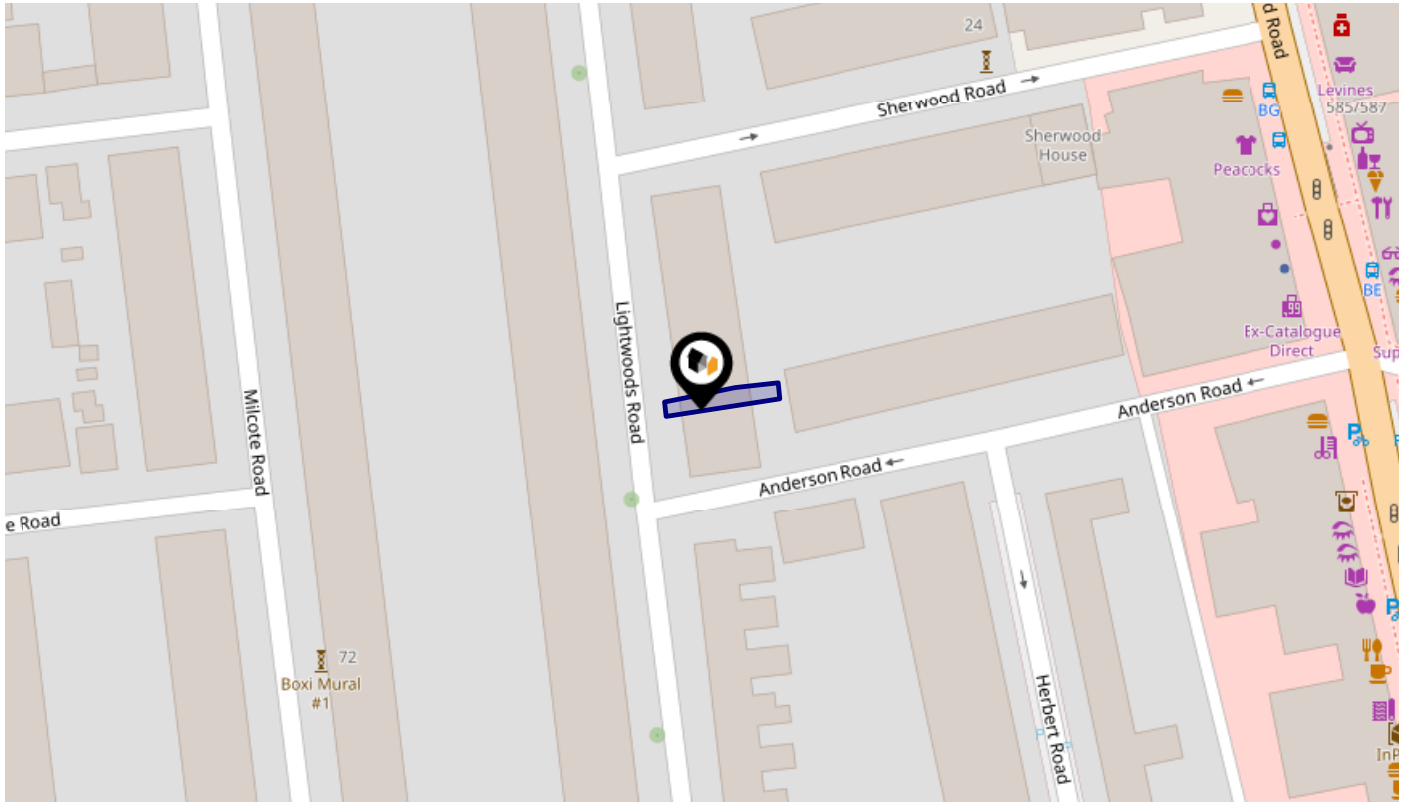 24
d Road
Sherwood Road
Levines
585/587
BG
Sherwood
House
Peacocks
BE
Lightwoods Road
Ex-Catalogue
Direct
Sup
Milcote Road
Anderson Road
Anderson Road
e Road
72
Boxi Mural
#1
Herbert Road
InP